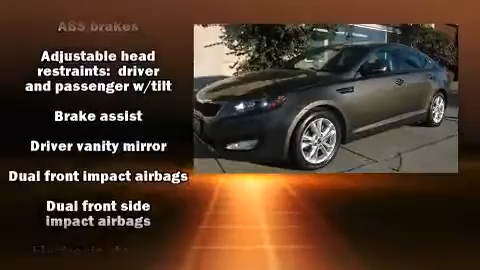 ABS brakes
Adjustable head
restraints: driver
and passenger w/tilt
Brake assist
Driver vanity mirror
Dual front impact airbags
Dual front side
impact airbags